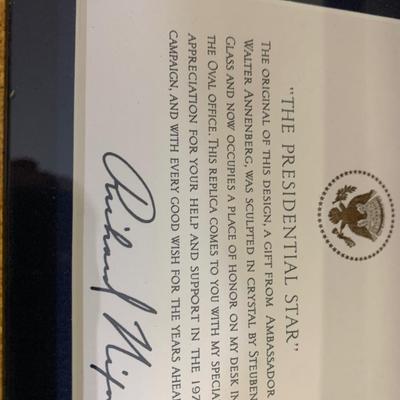 "THE PRESIDENTIAL STAR"
THE ORIGINAL OF THIS DESIGN, A GIFT FROM AMBASSADOR
WALTER ANNENBERG, WAS SCULPTED IN CRYSTAL BY STEUBEN
GLASS AND NOW OCCUPIES A PLACE OF HONOR ON MY DESK IN
THE OVAL OFFICE. THIS REPLICA COMES TO YOU WITH MY SPECIAL
APPRECIATION FOR YOUR HELP AND SUPPORT IN THE 197
CAMPAIGN, AND WITH EVERY GOOD WISH FOR THE YEARS AHEA
Richard Nix